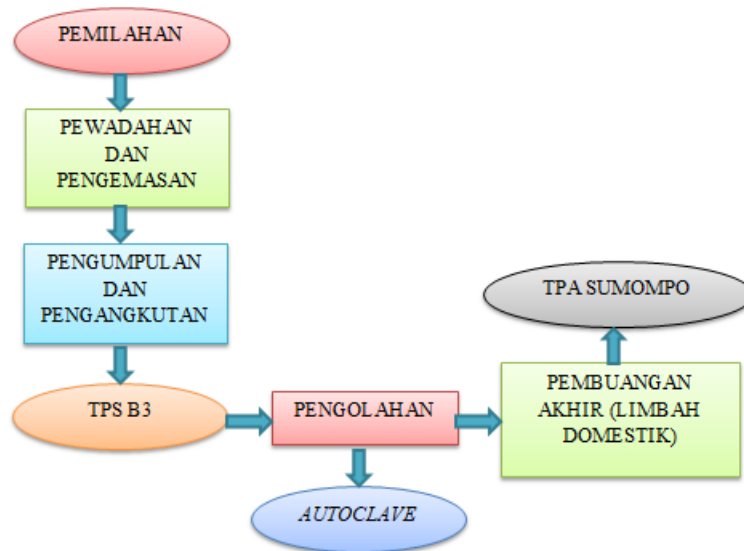 PEMILAHAN
PEWADAHAN
DAN
PENGEMASAN
PENGUMPULAN
DAN
PENGANGKUTAN
TPS B3
PENGOLAHAN
AUTOCLAVE
PEMBUANGAN
AKHIR (LIMBAH
DOMESTIK)
TPA SUMOMPO